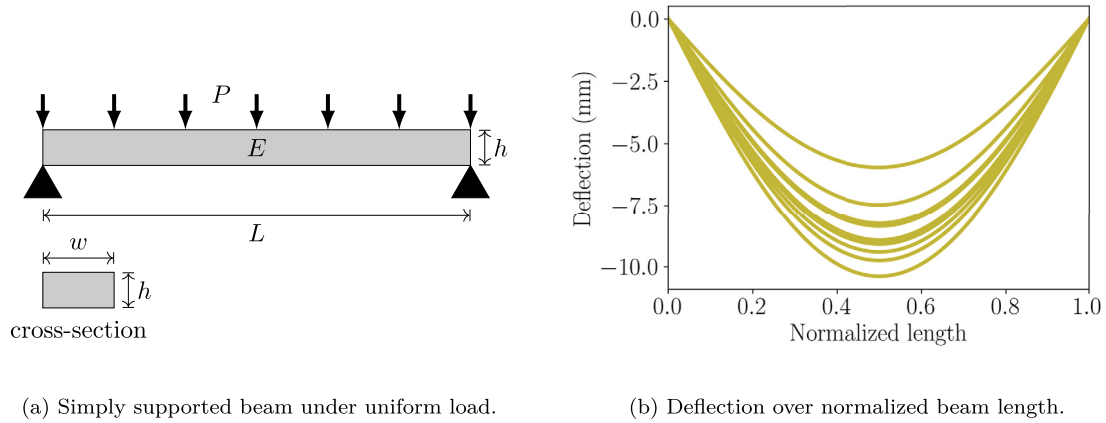 P
E
h
L
w
h
cross-section
(a) Simply supported beam under uniform load.
0.0
−2.5
−5.0
−7.5
−10.0
Deflection (mm)
0.0 0.2 0.4 0.6 0.8 1.0
Normalized length
(b) Deflection over normalized beam length.